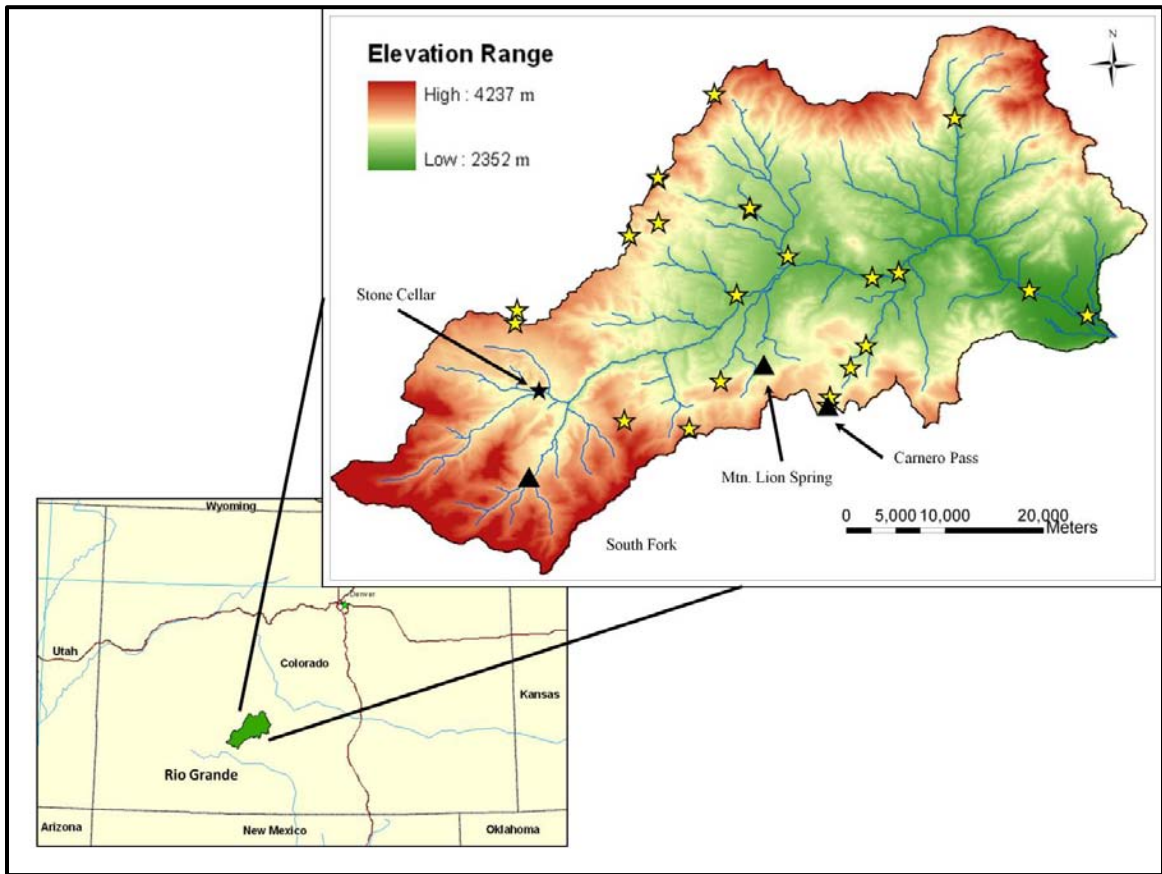 Elevation Range
High : 4237 m
Low : 2352 m
N
Stone Cellar
Carnero Pass
Mtn. Lion Spring
South Fork
0 5,000 10,000 20,000
Meters
Wyoming
Denver
Utah
Colorado
Kansas
Rio Grande
Arizona
New Mexico
Oklahoma